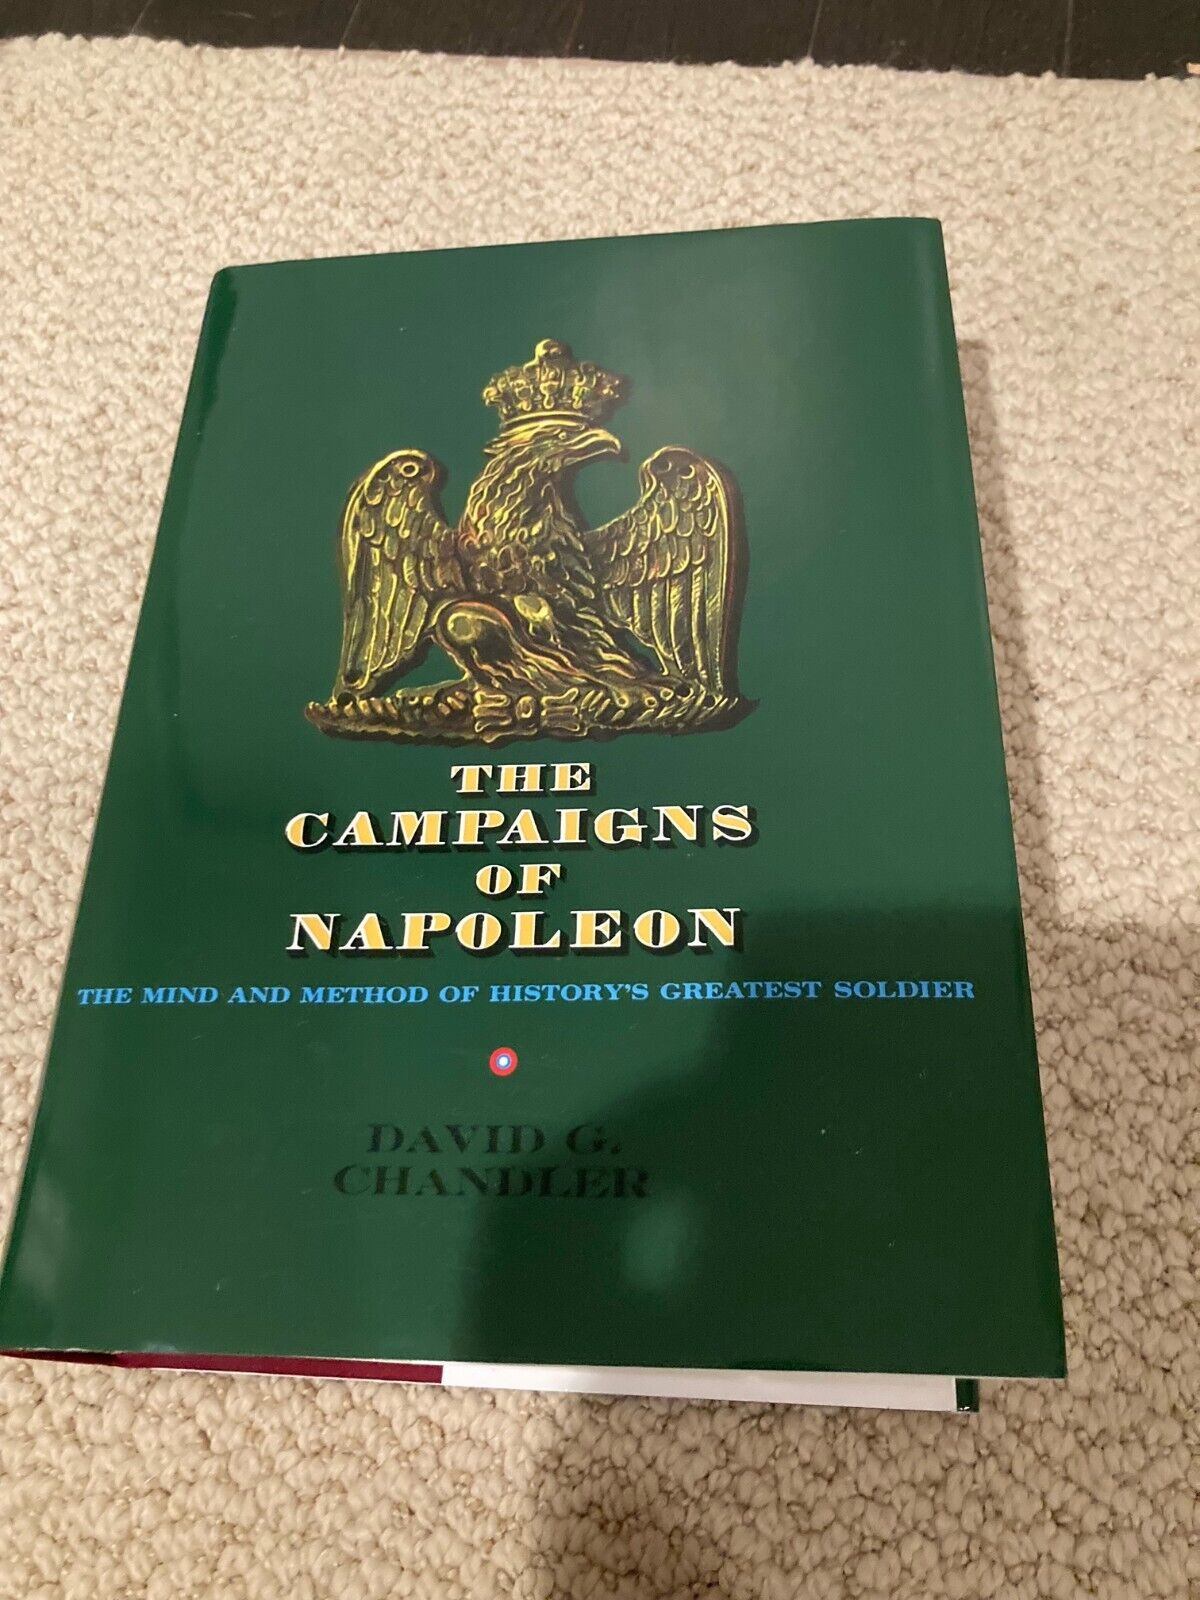 THE
CAMPAIGNS
OF
NAPOLEON
THE MIND AND METHOD OF HISTORY'S GREATEST SOLDIER
DAVID G.
CHANDLER